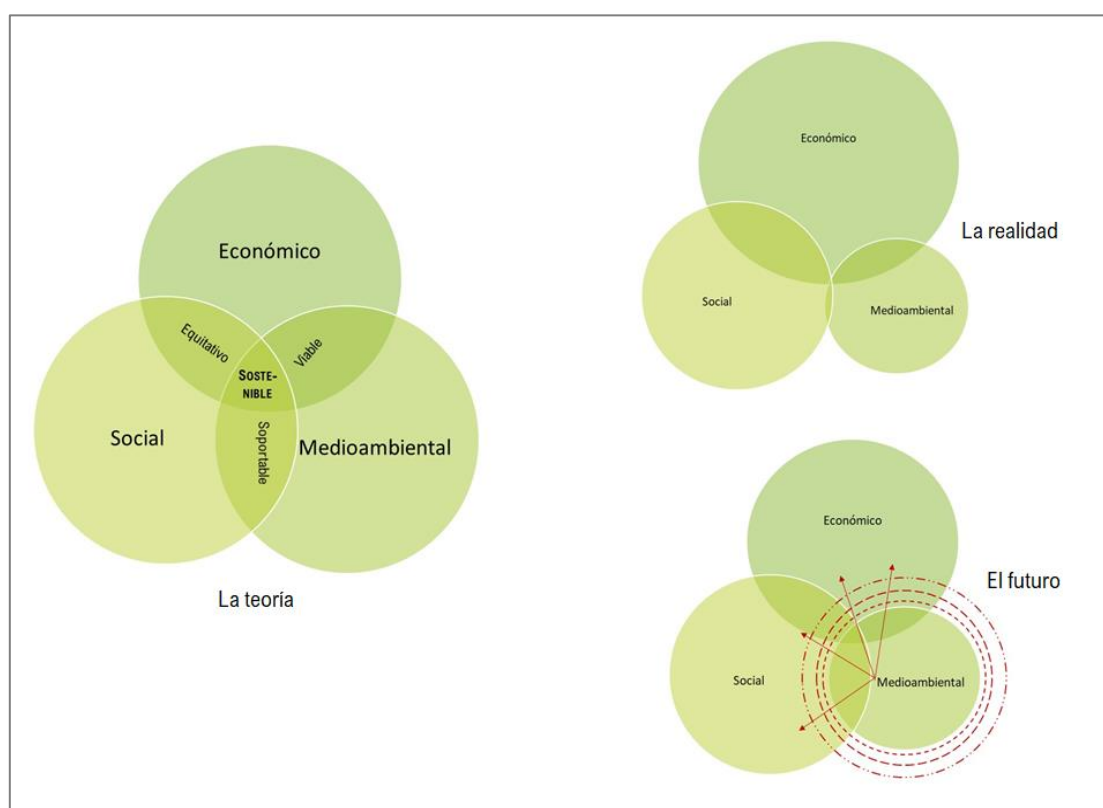 Económico
Equitativo
Viable
SOSTE-
NIBLE
Social
Soportable
Medioambiental
La teoría
Económico
La realidad
Social
Medioambiental
Económico
El futuro
Social
Medioambiental